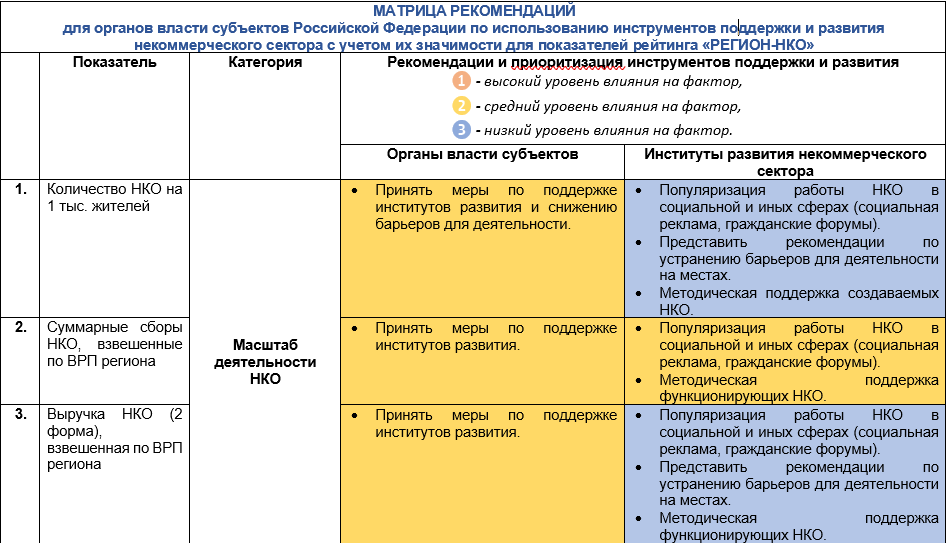 МАТРИЦА РЕКОМЕНДАЦИЙ
для органов власти субъектов Российской Федерации по использованию инструментов поддержки и развития
некоммерческого сектора с учетом их значимости для показателей рейтинга «РЕГИОН-НКО»
Показатель
Категория
Рекомендации и приоритизация инструментов поддержки и развития
1 - высокий уровень влияния на фактор,
2 - средний уровень влияния на фактор,
3 - низкий уровень влияния на фактор.
Органы власти субъектов
Институты развития некоммерческого
сектора
1.
Количество НКО на
1 тыс. жителей
Масштаб
деятельности
НКО
• Принять меры по поддержке
институтов развития и снижению
барьеров для деятельности.
• Популяризация работы НКО в
социальной и иных сферах (социальная
реклама, гражданские форумы).
• Представить рекомендации по
устранению барьеров для деятельности
на местах.
• Методическая поддержка создаваемых
НКО.
2.
Суммарные сборы
НКО, взвешенные
по ВРП региона
• Принять меры по поддержке
институтов развития.
• Популяризация работы НКО в
социальной и иных сферах (социальная
реклама, гражданские форумы).
• Методическая поддержка
функционирующих НКО.
3.
Выручка НКО (2
форма),
взвешенная по ВРП
региона
• Принять меры по поддержке
институтов развития.
• Популяризация работы НКО в
социальной и иных сферах (социальная
реклама, гражданские форумы).
• Представить рекомендации по
устранению барьеров для деятельности
на местах.
• Методическая поддержка
функционирующих НКО.